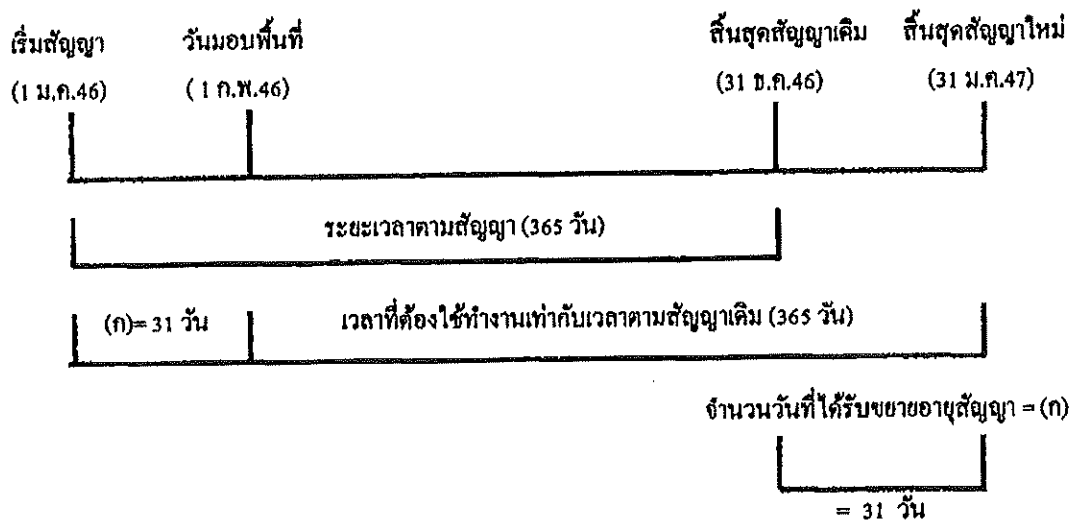 เริ่มสัญญา วันมอบพื้นที่ สิ้นสุดสัญญาเดิม สิ้นสุดสัญญาใหม่
(1 ม.ค.46) ( 1 ก.พ.46) (31 ธ.ค.46) (31 ม.ค.47)
ระยะเวลาตามสัญญา (365 วัน)
(ก)= 31 วัน เวลาที่ต้องใช้ทำงานเท่ากับเวลาตามสัญญาเดิม (365 วัน)
จำนวนวันที่ได้รับขยายอายุสัญญา = (ก)
= 31 วัน